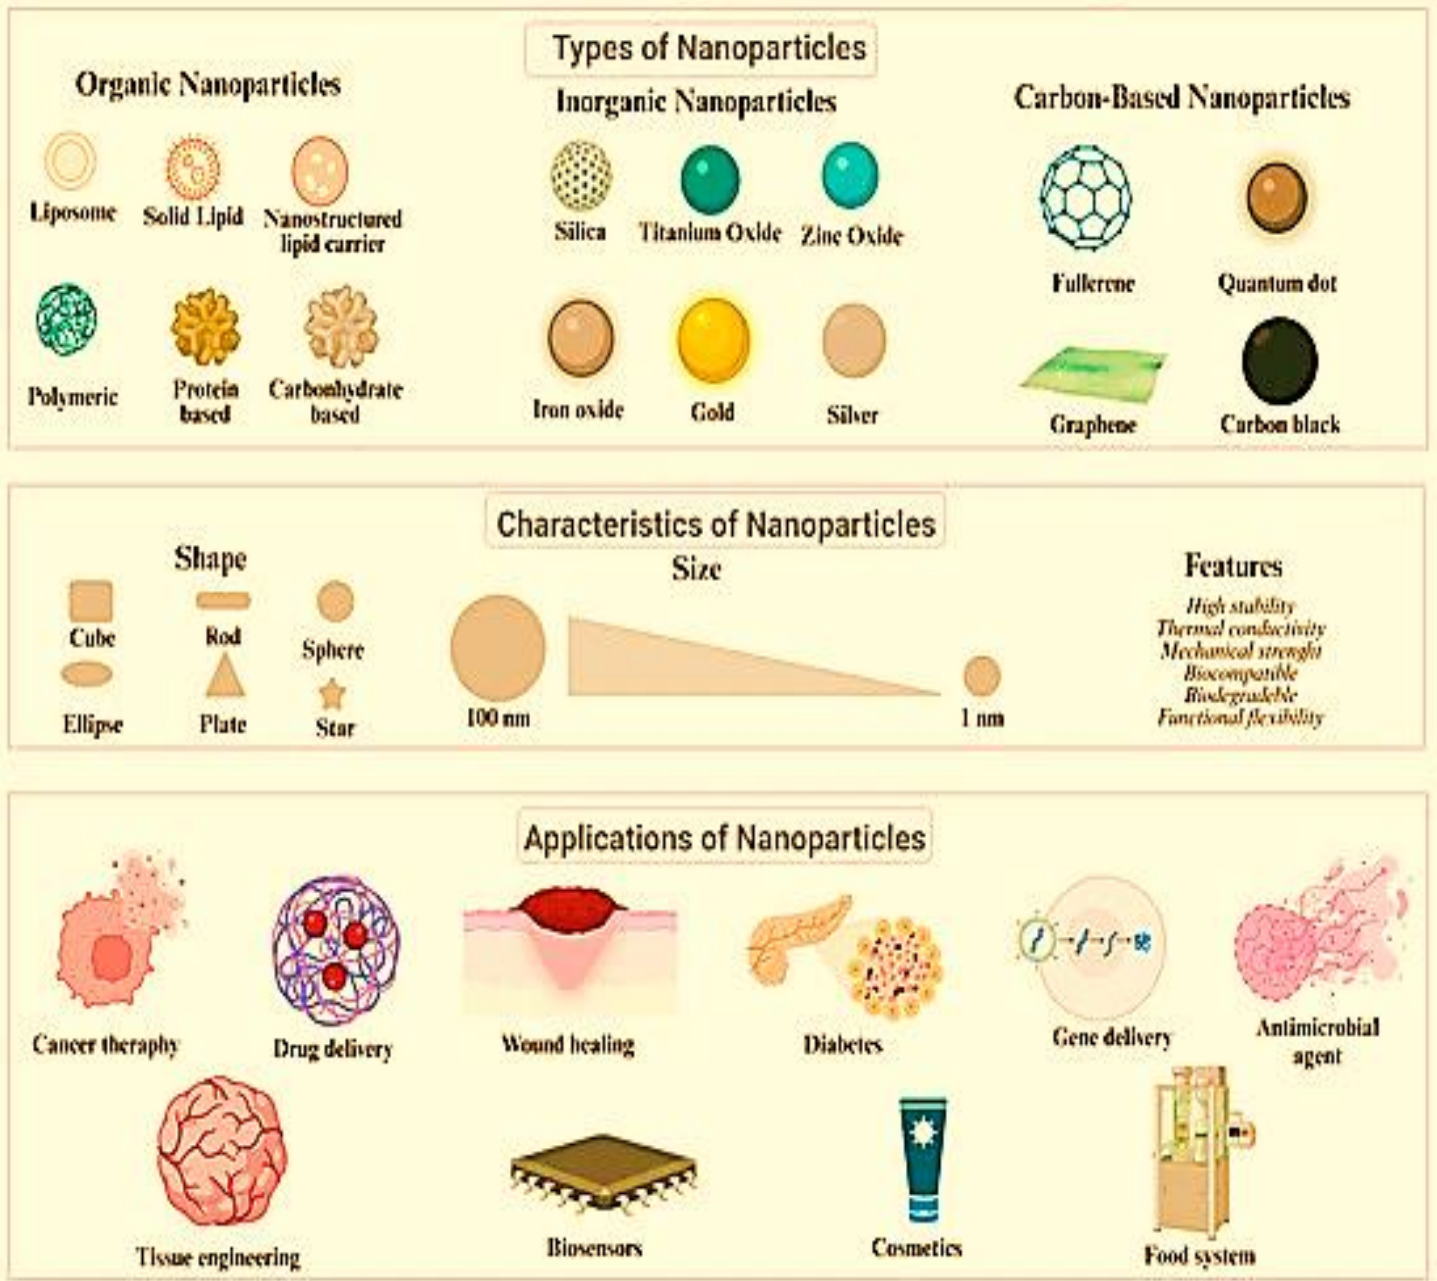 Types of Nanoparticles
Organic Nanoparticles
Liposome
Solid Lipid
Nanostructured
lipid carrier
Polymeric
Protein
based
Carbonhydrate
based
Inorganic Nanoparticles
Silica
Titanium Oxide
Zinc Oxide
Iron oxide
Gold
Silver
Carbon-Based Nanoparticles
Fullerene
Quantum dot
Graphene
Carbon black
Characteristics of Nanoparticles
Shape
Cube
Rod
Sphere
Ellipse
Plate
Star
Size
100 nm
1 nm
Features
High stability
Thermal conductivity
Mechanical strenght
Biocompatible
Biodegradeble
Functional flexibility
Applications of Nanoparticles
Cancer theraphy
Drug delivery
Wound healing
Diabetes
Gene delivery
Antimicrobial
agent
Tissue engineering
Biosensors
Cosmetics
Food system